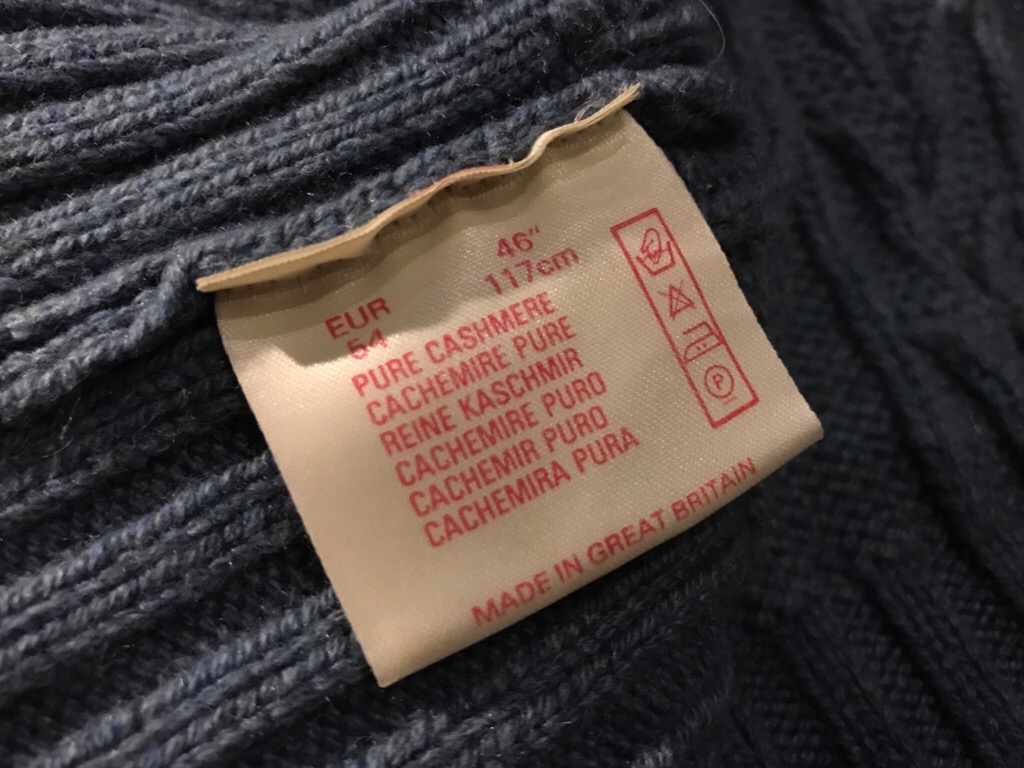 46"
117cm
EUR
54
PURE CASHMERE
CACHEMIRE PURE
REINE KASCHMIR
CACHEMIRE PURO
CACHEMIR PURO
CACHEMIRA PURA
P
MADE IN GREAT BRITAIN